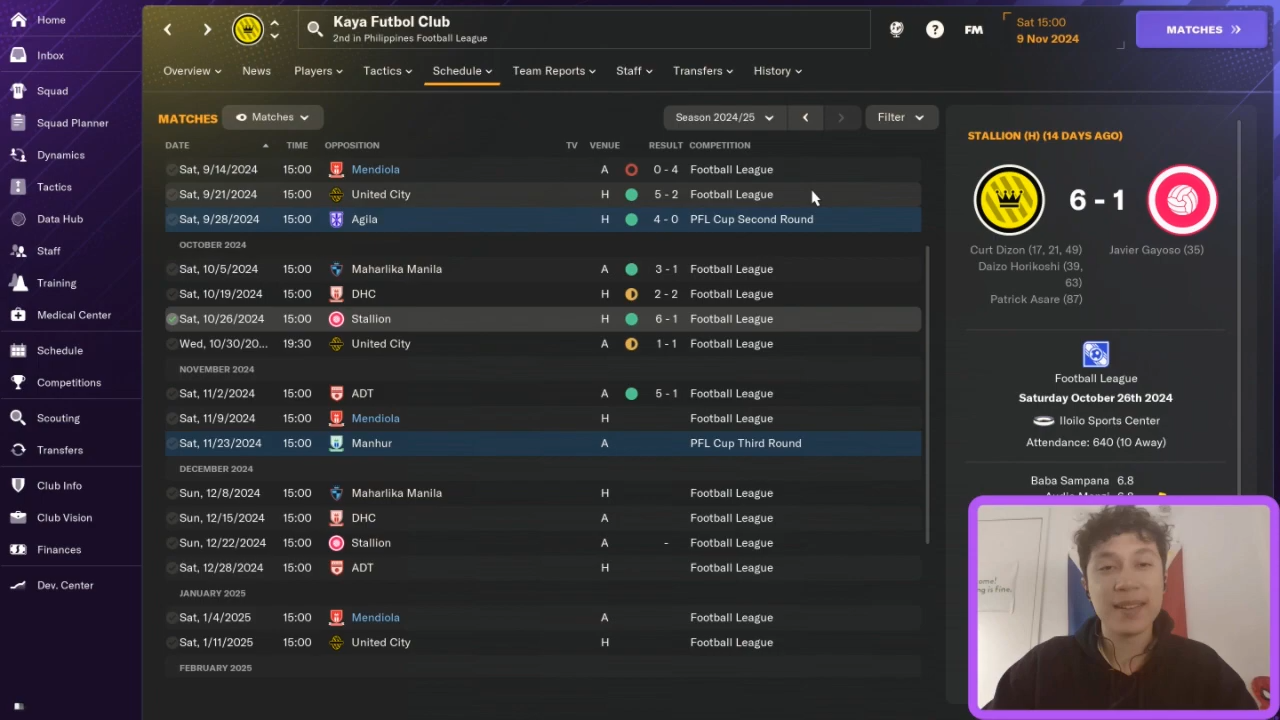 Home
Inbox
Squad
Squad Planner
Dynamics
Tactics
Data Hub
Staff
Training
Medical Center
Schedule
Competitions
Scouting
Transfers
Club Info
Club Vision
Finances
Dev. Center
Kaya Futbol Club
2nd in Philippines Football League
?
FM
Sat 15:00
9 Nov 2024
MATCHES
Overview News Players Tactics Schedule Team Reports Staff Transfers History
MATCHES Matches Season 2024/25 Filter
DATE TIME OPPOSITION TV VENUE RESULT COMPETITION
Sat, 9/14/2024 15:00 Mendiola A 0 - 4 Football League
Sat, 9/21/2024 15:00 United City H 5 - 2 Football League
Sat, 9/28/2024 15:00 Agila H 4 - 0 PFL Cup Second Round
OCTOBER 2024
Sat, 10/5/2024 15:00 Maharlika Manila A 3 - 1 Football League
Sat, 10/19/2024 15:00 DHC H 2 - 2 Football League
Sat, 10/26/2024 15:00 Stallion H 6 - 1 Football League
Wed, 10/30/20... 19:30 United City A 1 - 1 Football League
NOVEMBER 2024
Sat, 11/2/2024 15:00 ADT A 5 - 1 Football League
Sat, 11/9/2024 15:00 Mendiola H Football League
Sat, 11/23/2024 15:00 Manhur A PFL Cup Third Round
DECEMBER 2024
Sun, 12/8/2024 15:00 Maharlika Manila H Football League
Sun, 12/15/2024 15:00 DHC A Football League
Sun, 12/22/2024 15:00 Stallion A - Football League
Sat, 12/28/2024 15:00 ADT H Football League
JANUARY 2025
Sat, 1/4/2025 15:00 Mendiola A Football League
Sat, 1/11/2025 15:00 United City H Football League
FEBRUARY 2025
STALLION (H) (14 DAYS AGO)
6 - 1
Curt Dizon (17, 21, 49)
Daizo Horikoshi (39,
63)
Patrick Asare (87)
Javier Gayoso (35)
Football League
Saturday October 26th 2024
Iloilo Sports Center
Attendance: 640 (10 Away)
Baba Sampana 6.8